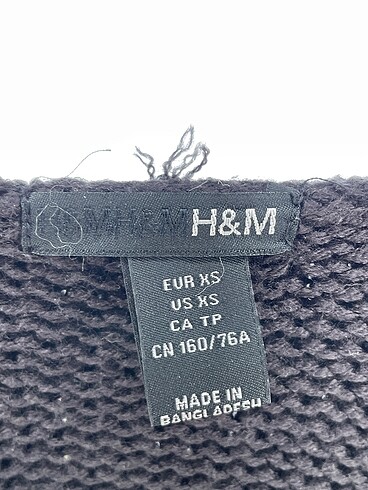 H&M
EUR XS
US XS
CA TP
CN 160/76A
MADE IN
BANGLADESH